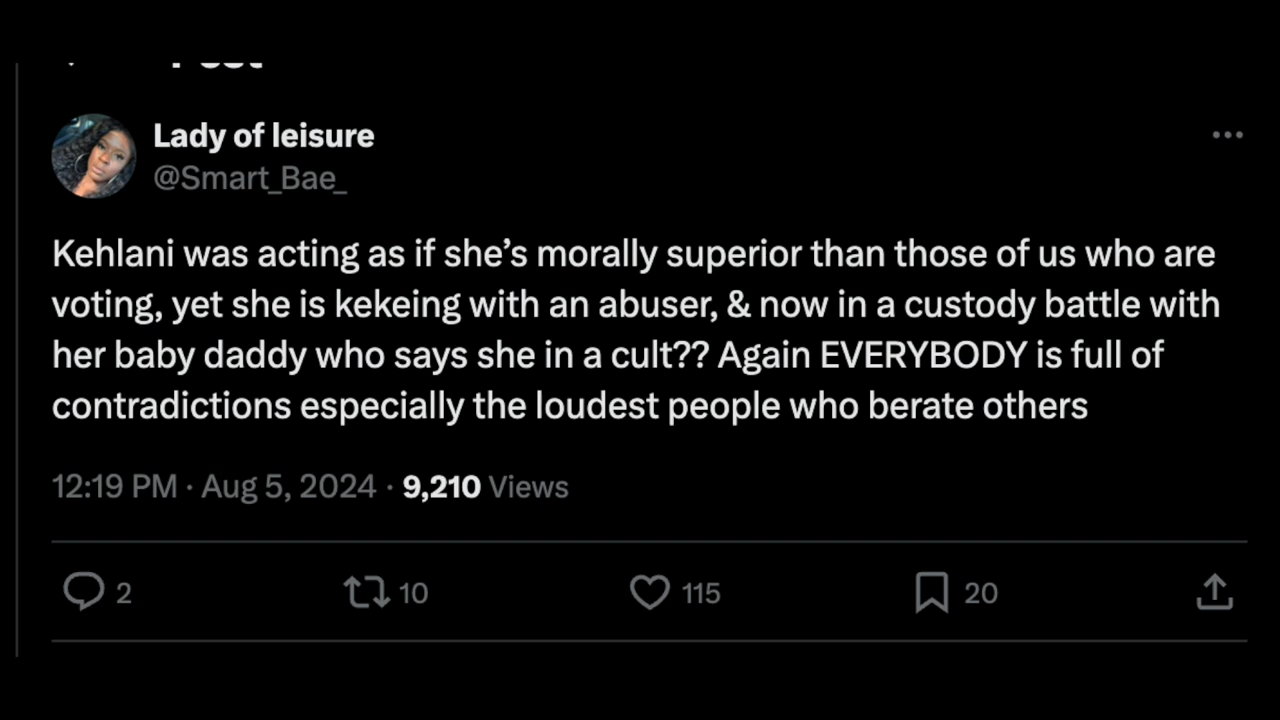 Post
Lady of leisure
@Smart_Bae_
Kehlani was acting as if she’s morally superior than those of us who are
voting, yet she is kekeing with an abuser, & now in a custody battle with
her baby daddy who says she in a cult?? Again EVERYBODY is full of
contradictions especially the loudest people who berate others
12:19 PM · Aug 5, 2024 · 9,210 Views
2 10 115 20